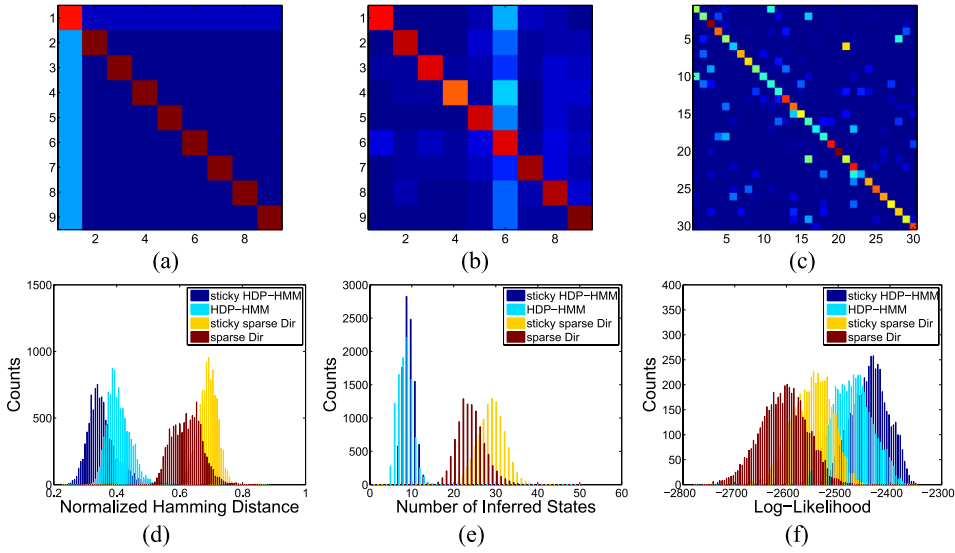 1
2
3
4
5
6
7
8
9
2 4 6 8
(a)
1
2
3
4
5
6
7
8
9
2 4 6 8
(b)
5
10
15
20
25
30
5 10 15 20 25 30
(c)
1500
1000
500
0
Counts
sticky HDP−HMM
HDP−HMM
sticky sparse Dir
sparse Dir
0.2 0.4 0.6 0.8 1
Normalized Hamming Distance
(d)
3000
2500
2000
1500
1000
500
0
Counts
sticky HDP−HMM
HDP−HMM
sticky sparse Dir
sparse Dir
0 10 20 30 40 50 60
Number of Inferred States
(e)
400
350
300
250
200
150
100
50
0
Counts
sticky HDP−HMM
HDP−HMM
sticky sparse Dir
sparse Dir
−2800 −2700 −2600 −2500 −2400 −2300
Log−Likelihood
(f)